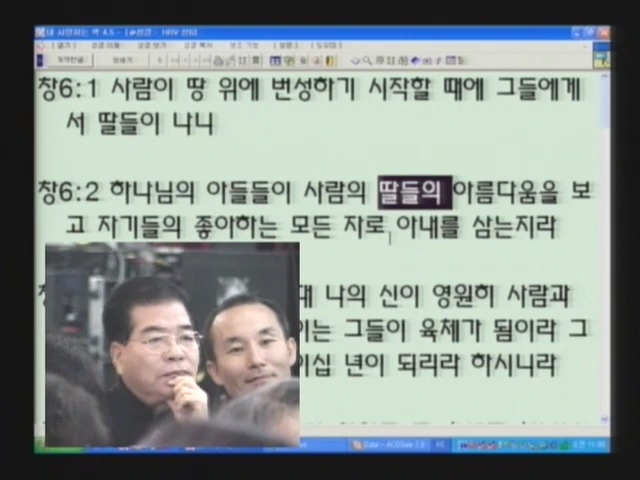 창6:1 사람이 땅 위에 번성하기 시작할 때에 그들에게
서 딸들이 나니
창6:2 하나님의 아들들이 사람의 딸들의 아름다움을 보
고 자기들의 좋아하는 모든 자로 아내를 삼는지라
나의 신이 영원히 사람과
그들이 육체가 됨이라 그
이십 년이 되리라 하시니라